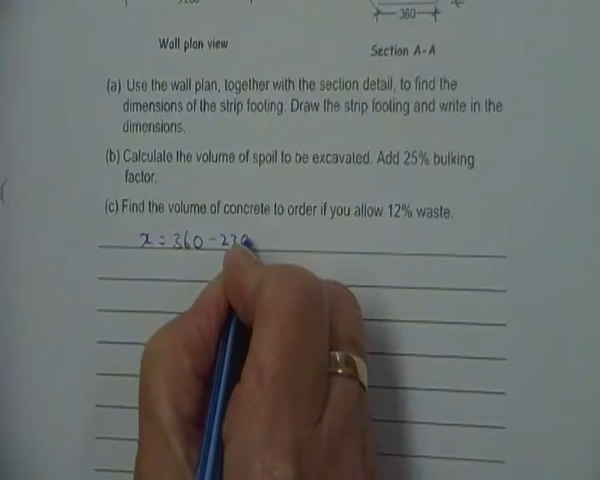 360
Wall plan view
Section A-A
(a) Use the wall plan, together with the section detail, to find the
dimensions of the strip footing. Draw the strip footing and write in the
dimensions.
(b) Calculate the volume of spoil to be excavated. Add 25% bulking
factor.
(c) Find the volume of concrete to order if you allow 12% waste.
x = 360 - 230